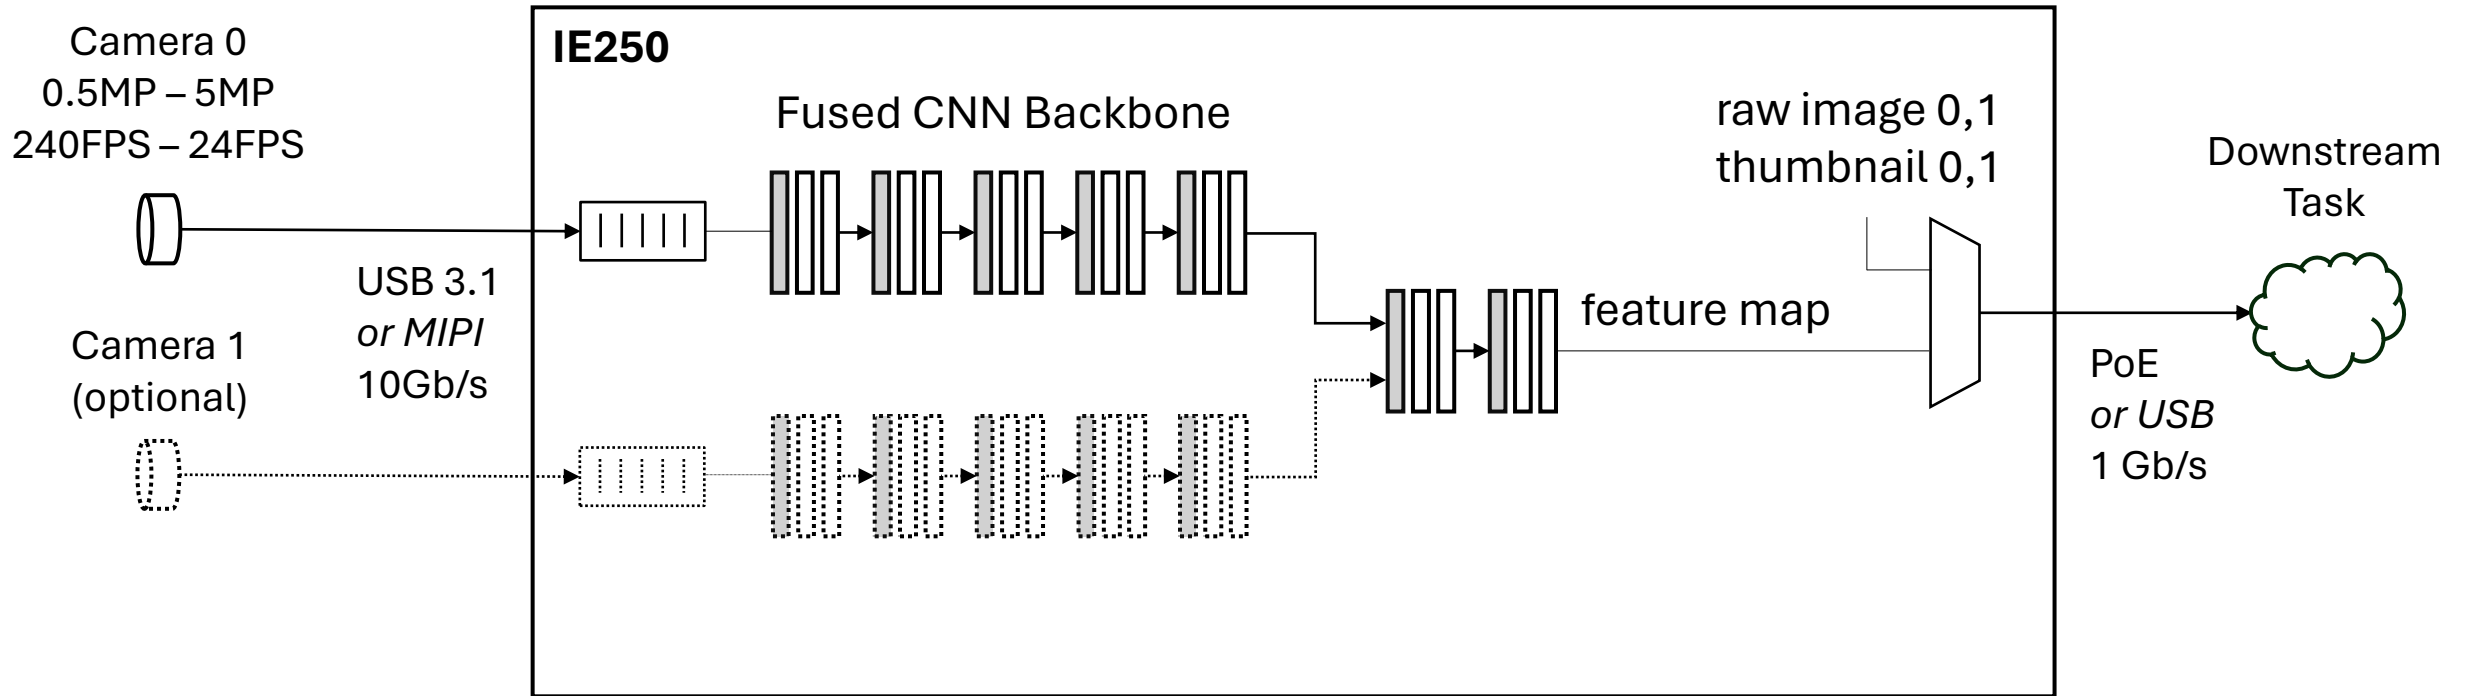 Camera 0
0.5MP – 5MP
240FPS – 24FPS
IE250
Fused CNN Backbone
raw image 0,1
thumbnail 0,1
Downstream
Task
USB 3.1
or MIPI
10Gb/s
feature map
Camera 1
(optional)
PoE
or USB
1 Gb/s